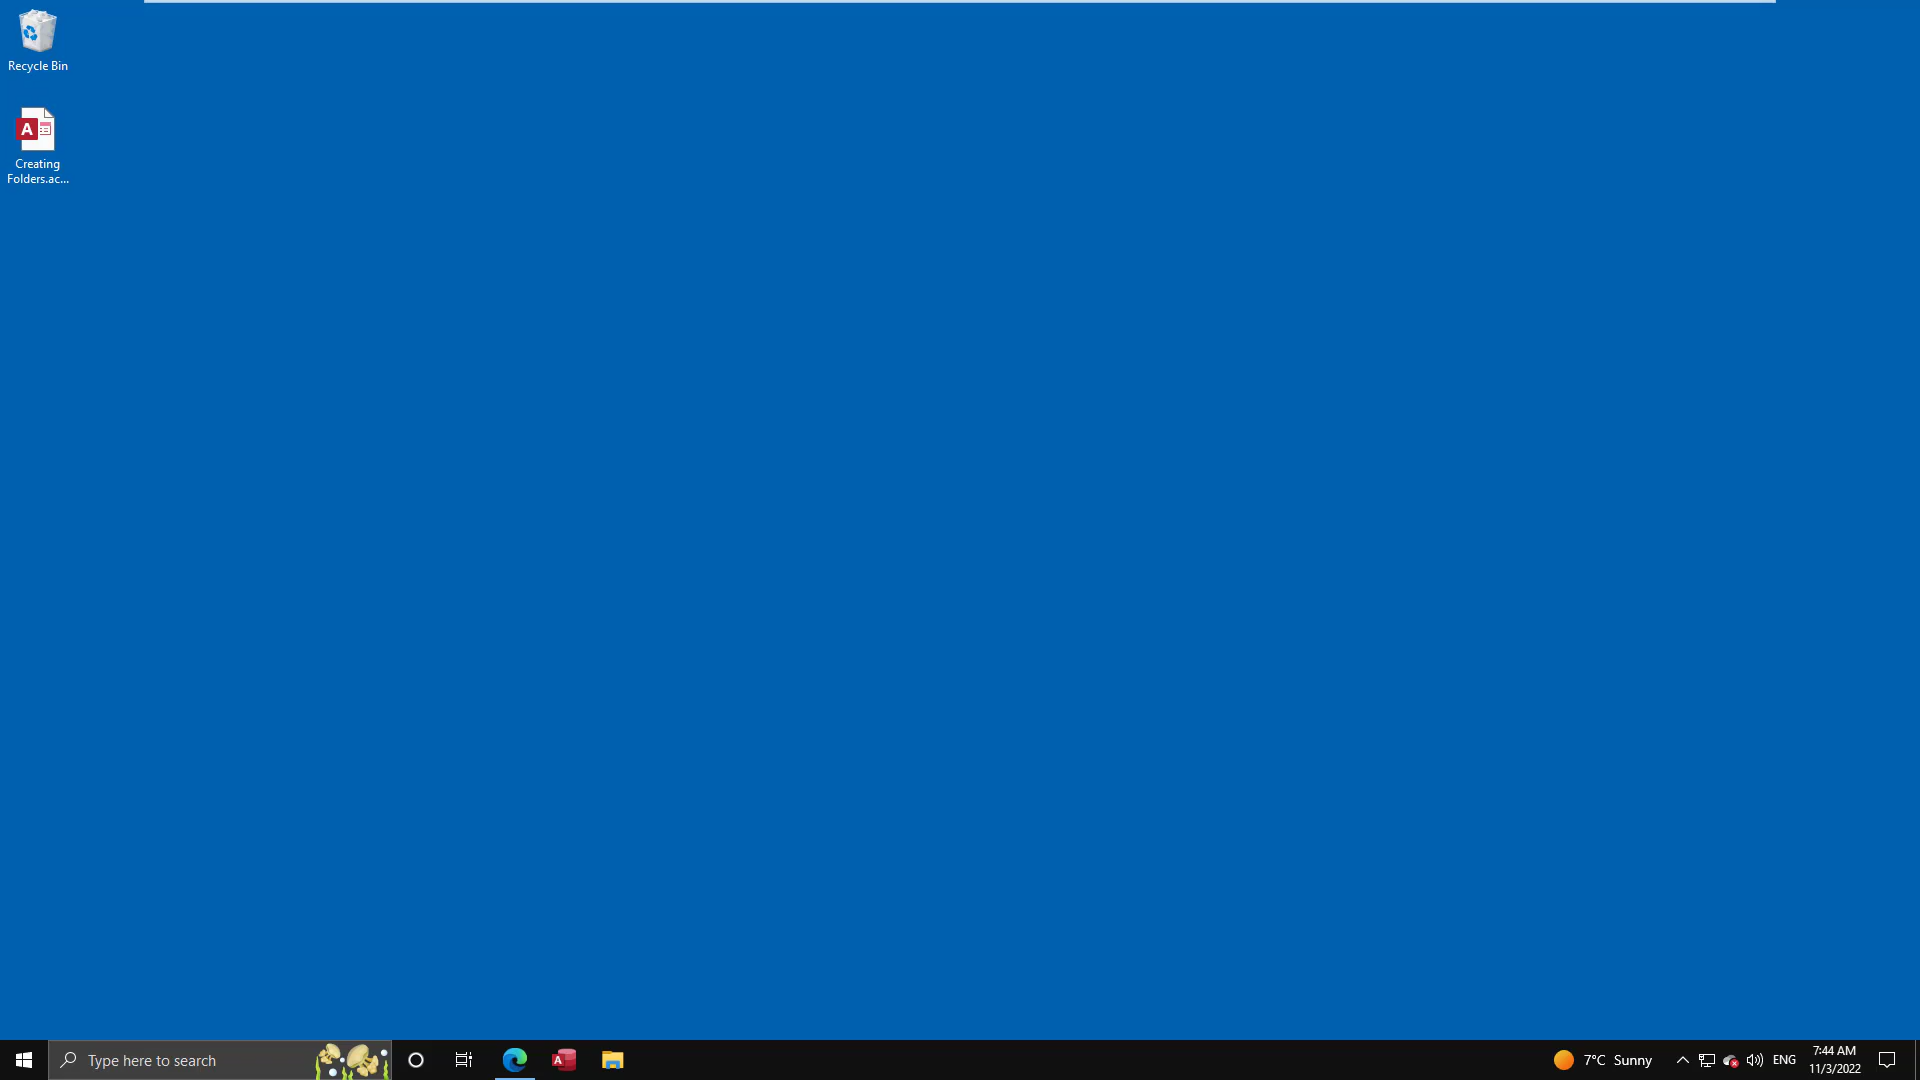 Recycle Bin
A
Creating
Folders.ac...
Type here to search
A
7°C Sunny
ENG
7:44 AM
11/3/2022